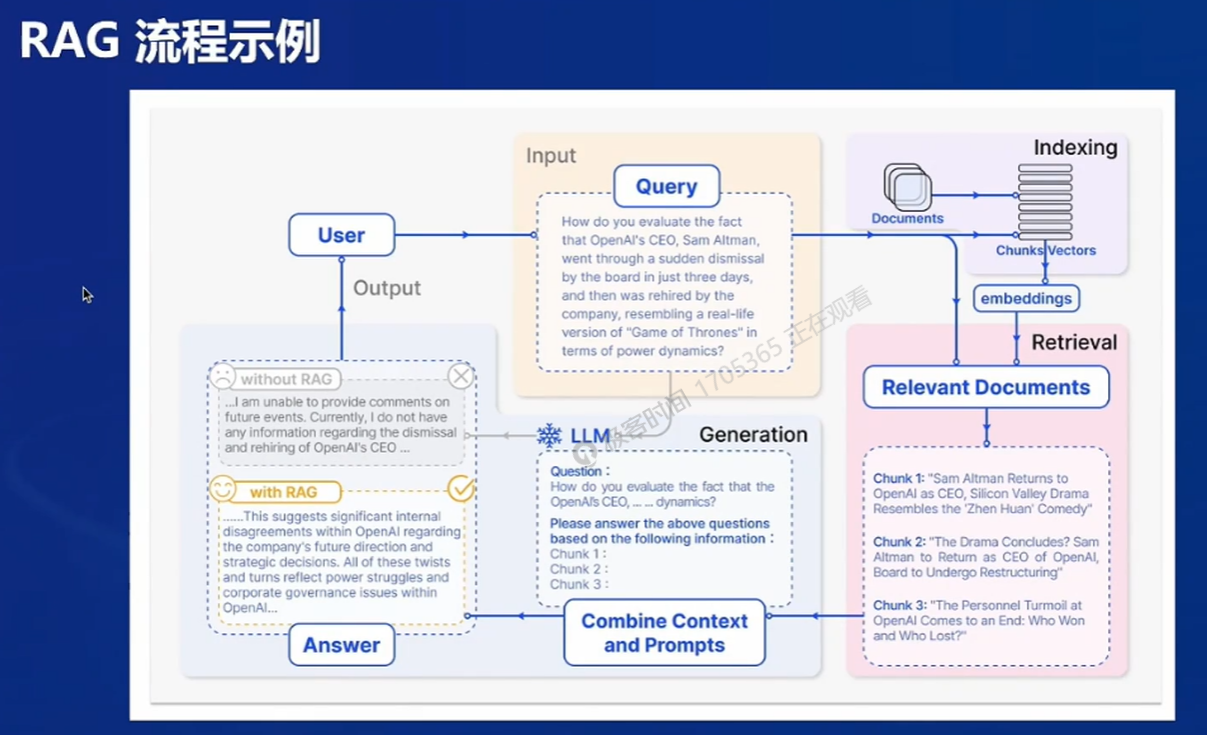 RAG 流程示例
Input
Query
How do you evaluate the fact
that OpenAI's CEO, Sam Altman,
went through a sudden dismissal
by the board in just three days,
and then was rehired by the
company, resembling a real-life
version of "Game of Thrones" in
terms of power dynamics?
Indexing
Documents
Chunks Vectors
embeddings
User
Output
Retrieval
Relevant Documents
Chunk 1: "Sam Altman Returns to
OpenAI as CEO, Silicon Valley Drama
Resembles the 'Zhen Huan' Comedy"
Chunk 2: "The Drama Concludes? Sam
Altman to Return as CEO of OpenAI,
Board to Undergo Restructuring"
Chunk 3: "The Personnel Turmoil at
OpenAI Comes to an End: Who Won
and Who Lost?"
LLM
Generation
Question :
How do you evaluate the fact that the
OpenAI's CEO, ... ... dynamics?
Please answer the above questions
based on the following information :
Chunk 1 :
Chunk 2 :
Chunk 3 :
Combine Context
and Prompts
without RAG
...I am unable to provide comments on
future events. Currently, I do not have
any information regarding the dismissal
and rehiring of OpenAI's CEO ...
with RAG
......This suggests significant internal
disagreements within OpenAI regarding
the company's future direction and
strategic decisions. All of these twists
and turns reflect power struggles and
corporate governance issues within
OpenAI...
Answer
极客时间 1705365 正在观看